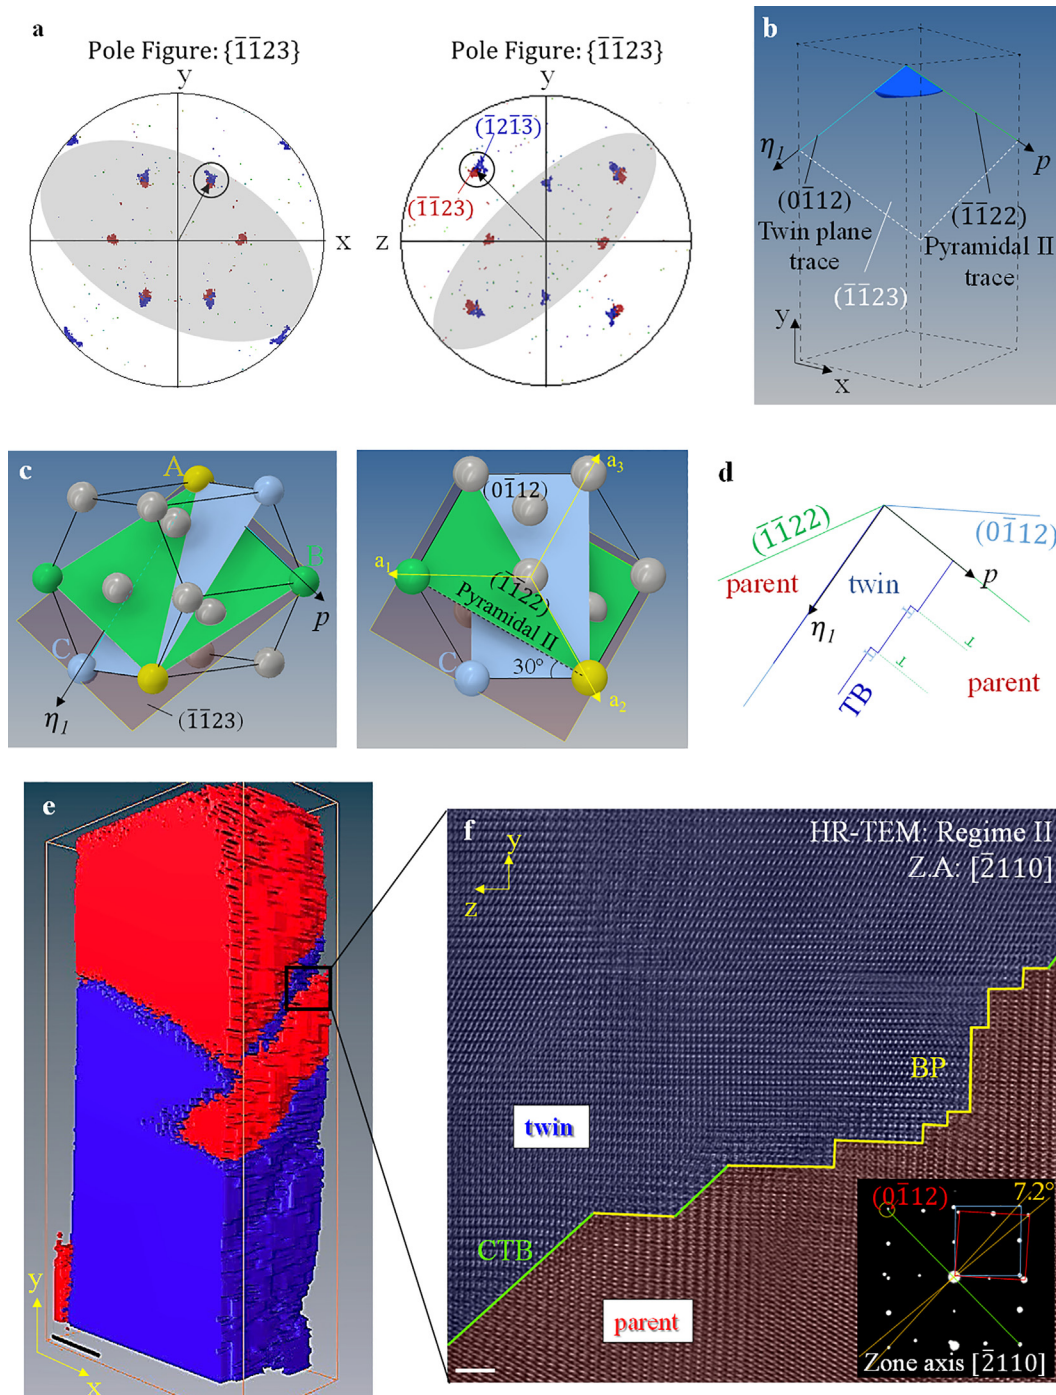 a
Pole Figure: {1̅1̅23}
y
x
Pole Figure: {1̅1̅23}
y
z
(1̅21̅3̅)
(1̅1̅23)
b
η₁
p
(01̅12)
Twin plane
trace
(1̅1̅22)
Pyramidal II
trace
(1̅1̅23)
y
x
c
A
B
C
p
η₁
(1̅1̅23)
a₃
(01̅12)
a₁
(1̅1̅22)
Pyramidal II
C
30°
a₂
d
(1̅1̅22)
(01̅12)
parent
twin
p
η₁
TB
parent
e
y
x
f
HR-TEM: Regime II
Z.A: [2̅110]
y
z
BP
twin
CTB
parent
(01̅12)
7.2°
Zone axis [2̅110]